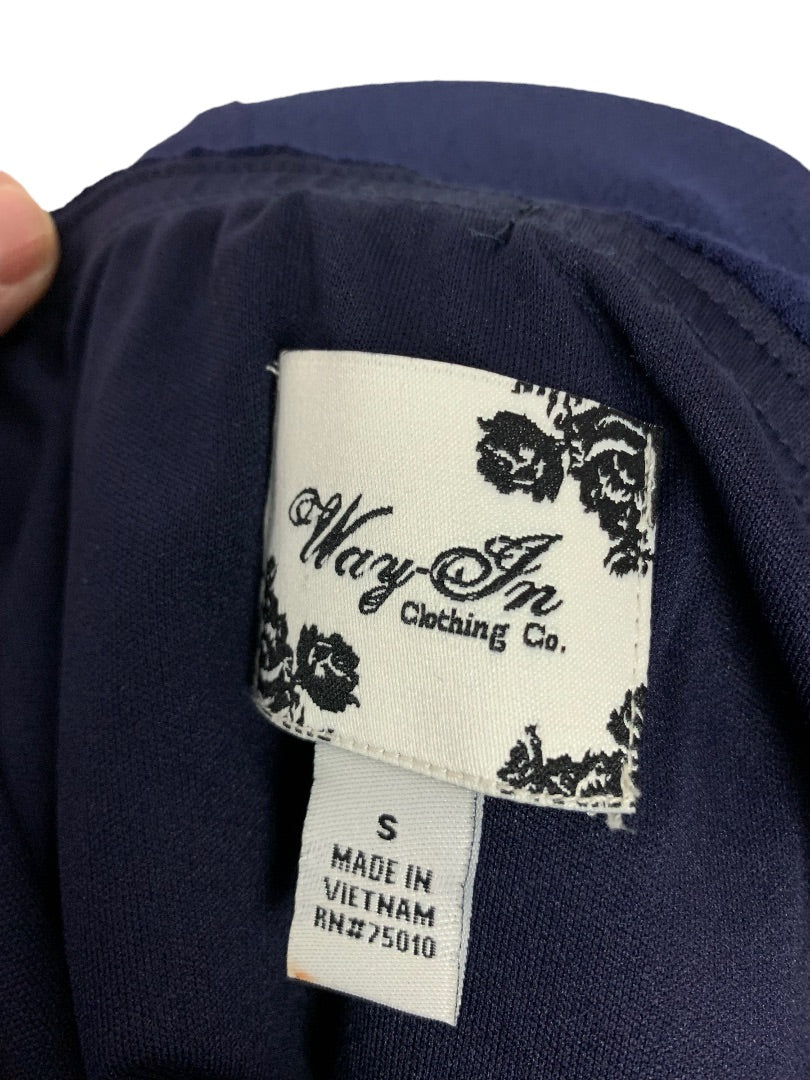 Way-In
Clothing Co.
S
MADE IN
VIETNAM
RN#75010